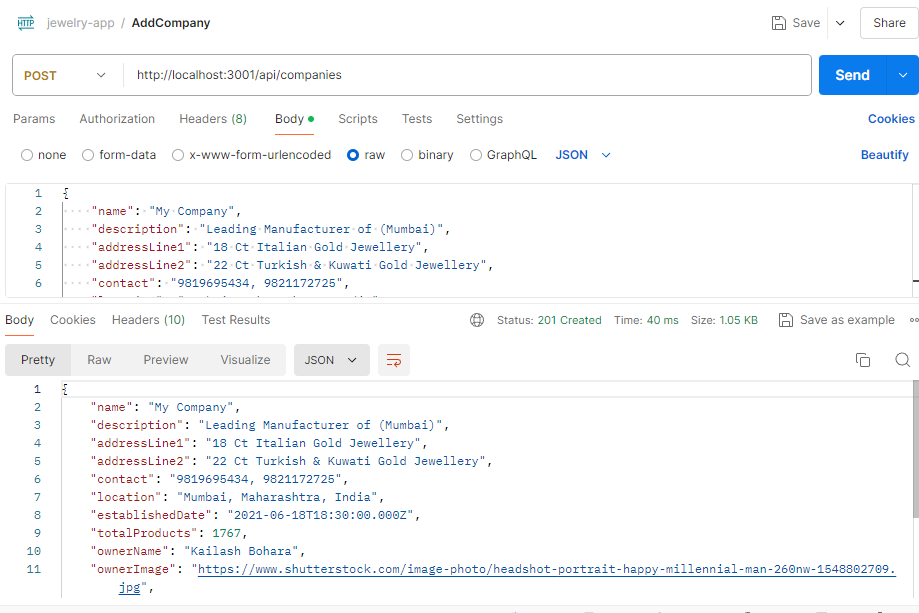 HTTP jewelry-app / AddCompany Save Share
POST http://localhost:3001/api/companies Send
Params Authorization Headers (8) Body Scripts Tests Settings Cookies
none form-data x-www-form-urlencoded raw binary GraphQL JSON Beautify
1 {
2 "name": "My Company",
3 "description": "Leading Manufacturer of (Mumbai)",
4 "addressLine1": "18 Ct Italian Gold Jewellery",
5 "addressLine2": "22 Ct Turkish & Kuwati Gold Jewellery",
6 "contact": "9819695434, 9821172725",
Body Cookies Headers (10) Test Results Status: 201 Created Time: 40 ms Size: 1.05 KB Save as example
Pretty Raw Preview Visualize JSON
1 {
2 "name": "My Company",
3 "description": "Leading Manufacturer of (Mumbai)",
4 "addressLine1": "18 Ct Italian Gold Jewellery",
5 "addressLine2": "22 Ct Turkish & Kuwati Gold Jewellery",
6 "contact": "9819695434, 9821172725",
7 "location": "Mumbai, Maharashtra, India",
8 "establishedDate": "2021-06-18T18:30:00.000Z",
9 "totalProducts": 1767,
10 "ownerName": "Kailash Bohara",
11 "ownerImage": "https://www.shutterstock.com/image-photo/headshot-portrait-happy-millennial-man-260nw-1548802709.
jpg",